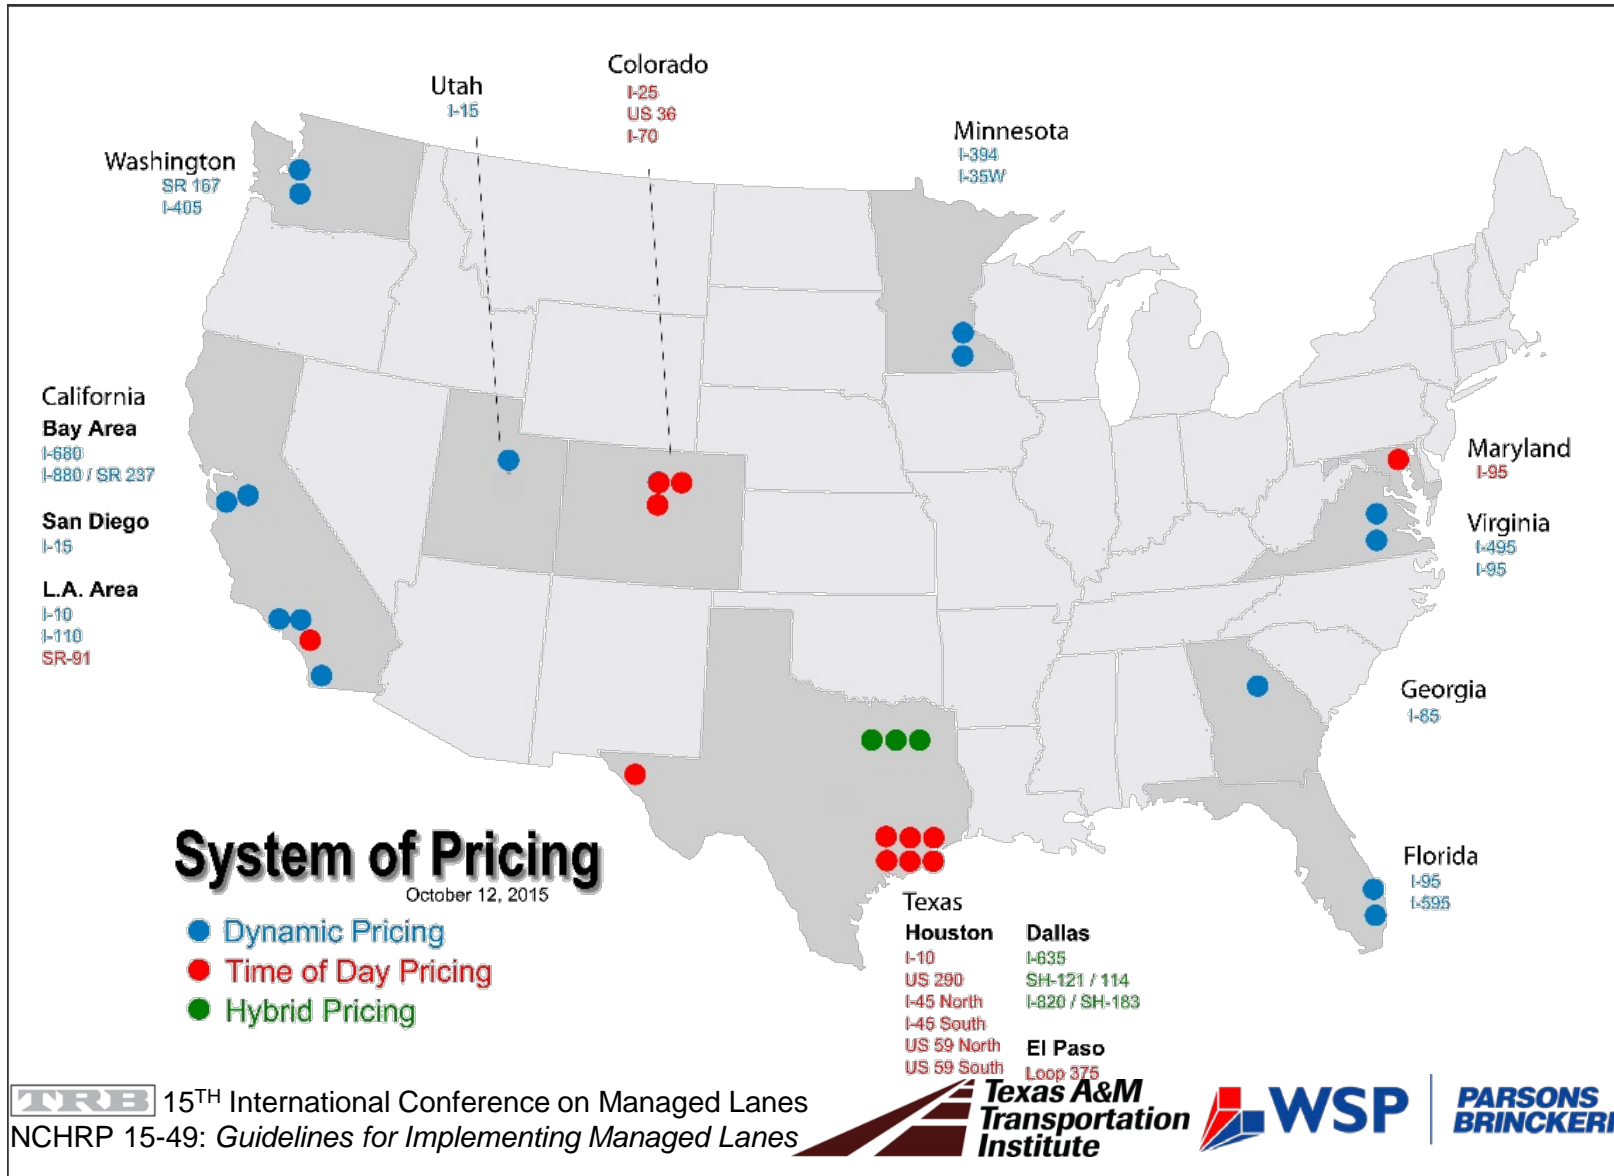 Colorado
I-25
US 36
I-70
Utah
I-15
Minnesota
I-394
I-35W
Washington
SR 167
I-405
California
Bay Area
I-680
I-880 / SR 237
San Diego
I-15
L.A. Area
I-10
I-110
SR-91
Maryland
I-95
Virginia
I-495
I-95
Georgia
I-85
Florida
I-95
I-595
System of Pricing
October 12, 2015
Dynamic Pricing
Time of Day Pricing
Hybrid Pricing
Texas
Houston
I-10
US 290
I-45 North
I-45 South
US 59 North
US 59 South
Dallas
I-635
SH-121 / 114
I-820 / SH-183
El Paso
Loop 375
TRB 15TH International Conference on Managed Lanes
NCHRP 15-49: Guidelines for Implementing Managed Lanes
Texas A&M
Transportation
Institute
WSP
PARSONS
BRINCKER